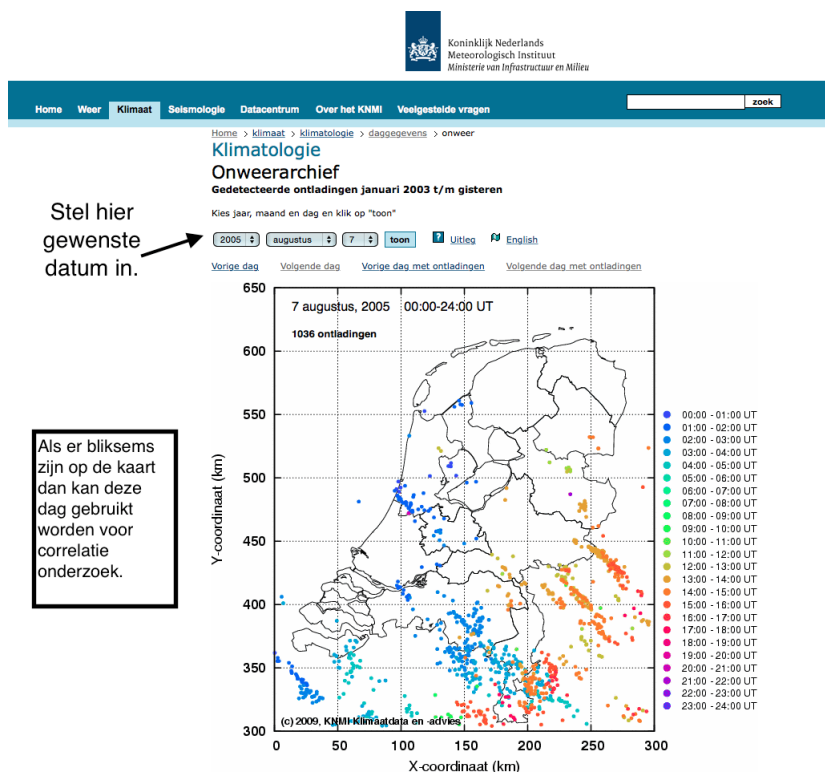 Koninklijk Nederlands
Meteorologisch Instituut
Ministerie van Infrastructuur en Milieu
Home Weer Klimaat Seismologie Datacentrum Over het KNMI Veelgestelde vragen
zoek
Home > klimaat > klimatologie > daggegevens > onweer
Klimatologie
Onweerarchief
Gedetecteerde ontladingen januari 2003 t/m gisteren
Kies jaar, maand en dag en klik op "toon"
Stel hier
gewenste
datum in.
2005 augustus 7 toon ? Uitleg English
Vorige dag Volgende dag Vorige dag met ontladingen Volgende dag met ontladingen
7 augustus, 2005 00:00-24:00 UT
1036 ontladingen
Als er bliksems
zijn op de kaart
dan kan deze
dag gebruikt
worden voor
correlatie
onderzoek.
Y-coordinaat (km)
650
600
550
500
450
400
350
300
00:00 - 01:00 UT
01:00 - 02:00 UT
02:00 - 03:00 UT
03:00 - 04:00 UT
04:00 - 05:00 UT
05:00 - 06:00 UT
06:00 - 07:00 UT
07:00 - 08:00 UT
08:00 - 09:00 UT
09:00 - 10:00 UT
10:00 - 11:00 UT
11:00 - 12:00 UT
12:00 - 13:00 UT
13:00 - 14:00 UT
14:00 - 15:00 UT
15:00 - 16:00 UT
16:00 - 17:00 UT
17:00 - 18:00 UT
18:00 - 19:00 UT
19:00 - 20:00 UT
20:00 - 21:00 UT
21:00 - 22:00 UT
22:00 - 23:00 UT
23:00 - 24:00 UT
(c) 2009, KNMI Klimaatdata en -advies
0 50 100 150 200 250 300
X-coordinaat (km)